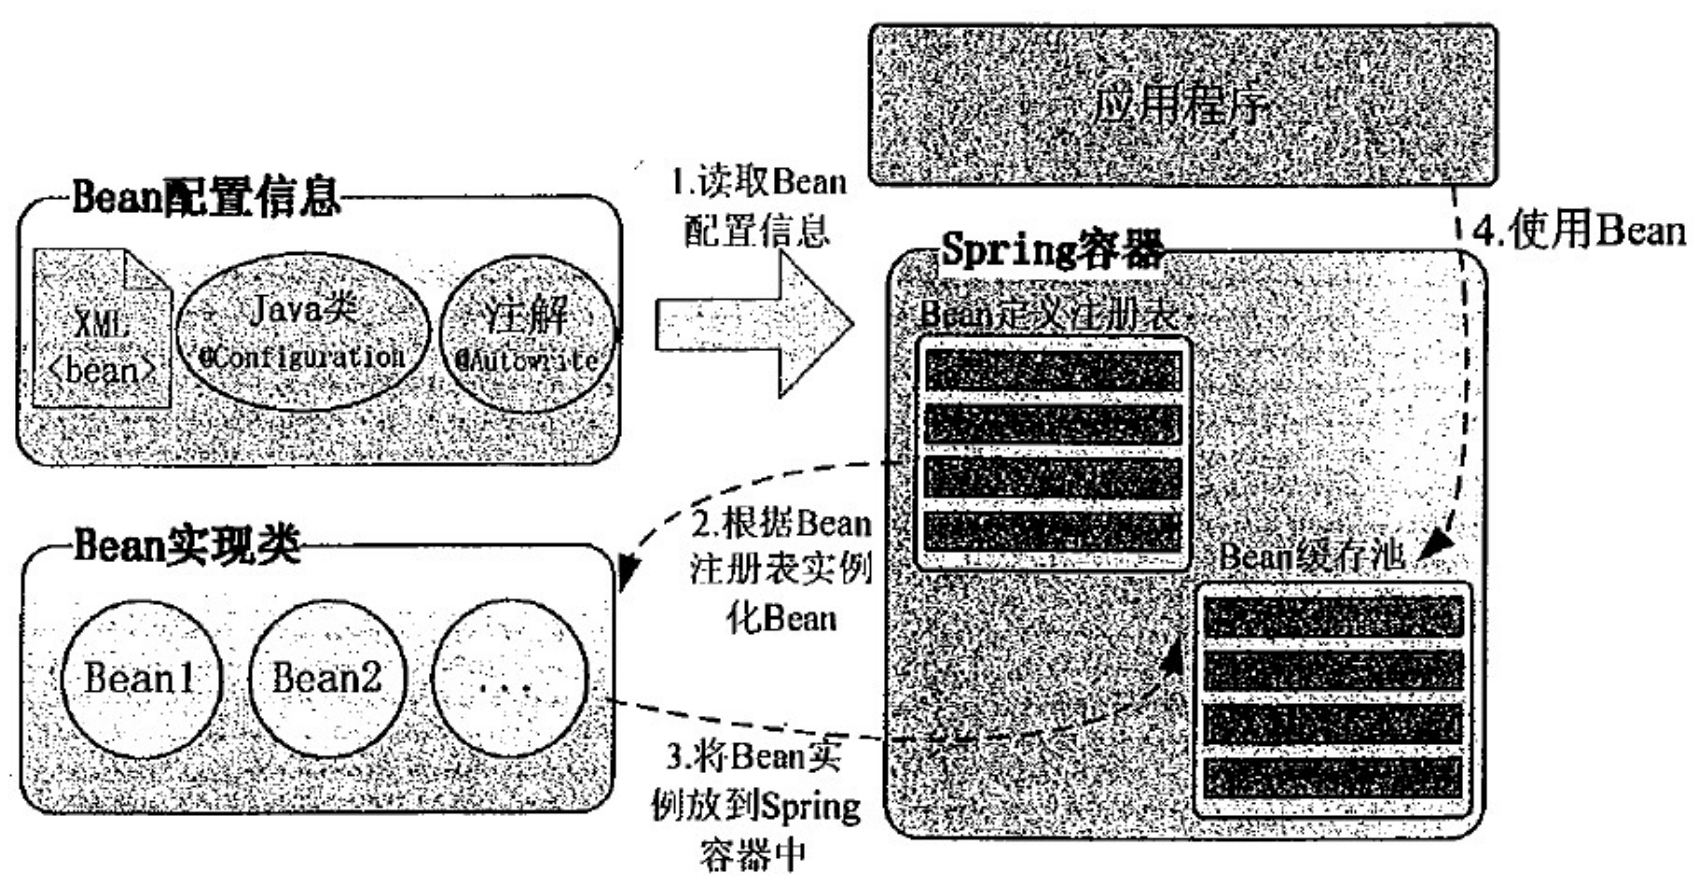 应用程序
Bean配置信息
XML
<bean>
Java类
@Configuration
注解
@Autowrite
1.读取Bean
配置信息
4.使用Bean
Spring容器
Bean定义注册表
2.根据Bean
注册表实例
化Bean
Bean缓存池
Bean实现类
Bean1
Bean2
...
3.将Bean实
例放到Spring
容器中